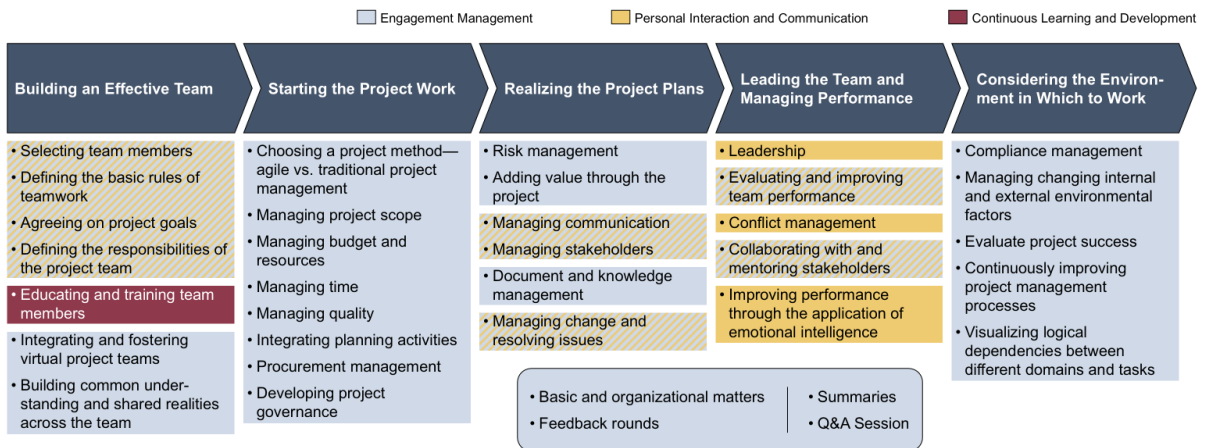 Engagement Management
Personal Interaction and Communication
Continuous Learning and Development
Building an Effective Team
• Selecting team members
• Defining the basic rules of
teamwork
• Agreeing on project goals
• Defining the responsibilities of
the project team
• Educating and training team
members
• Integrating and fostering
virtual project teams
• Building common under-
standing and shared realities
across the team
Starting the Project Work
• Choosing a project method—
agile vs. traditional project
management
• Managing project scope
• Managing budget and
resources
• Managing time
• Managing quality
• Integrating planning activities
• Procurement management
• Developing project
governance
Realizing the Project Plans
• Risk management
• Adding value through the
project
• Managing communication
• Managing stakeholders
• Document and knowledge
management
• Managing change and
resolving issues
Leading the Team and
Managing Performance
• Leadership
• Evaluating and improving
team performance
• Conflict management
• Collaborating with and
mentoring stakeholders
• Improving performance
through the application of
emotional intelligence
Considering the Environ-
ment in Which to Work
• Compliance management
• Managing changing internal
and external environmental
factors
• Evaluate project success
• Continuously improving
project management
processes
• Visualizing logical
dependencies between
different domains and tasks
• Basic and organizational matters
• Feedback rounds
• Summaries
• Q&A Session